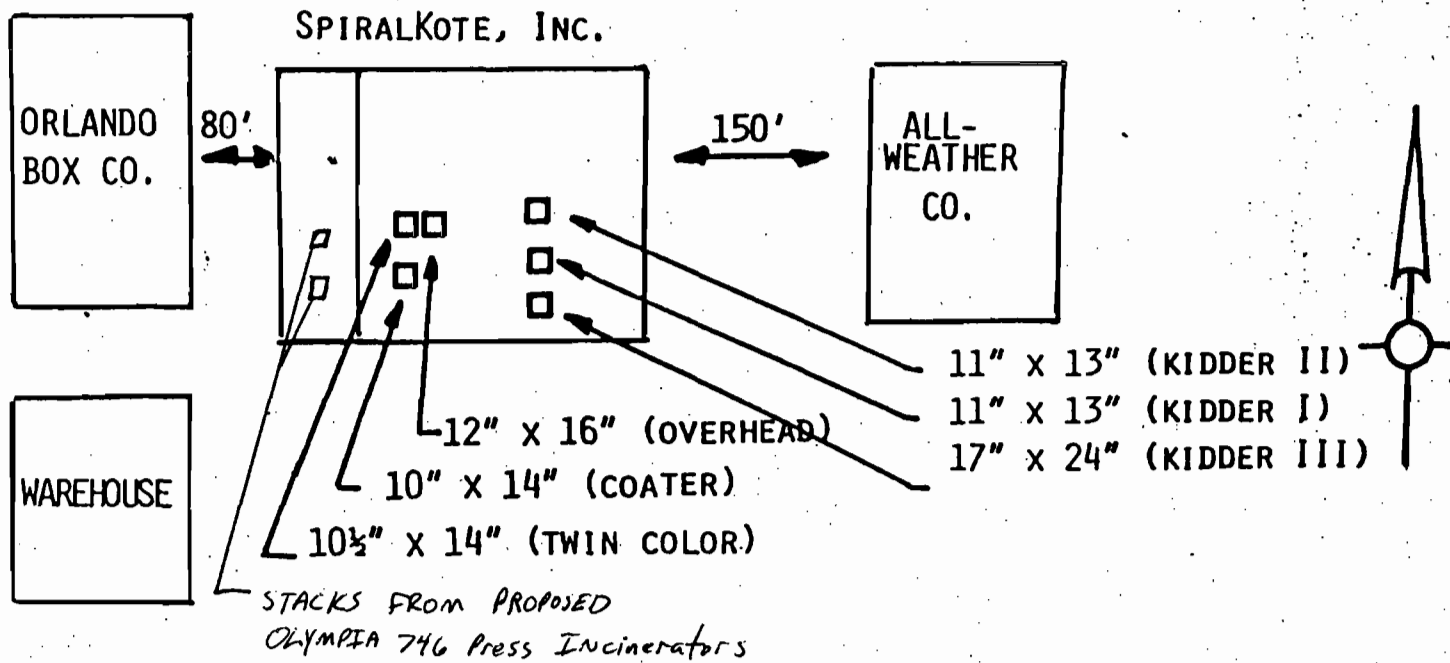 SPIRALKOTE, INC.
ORLANDO
BOX CO.
80'
150'
ALL-
WEATHER
CO.
11" X 13" (KIDDER II)
11" X 13" (KIDDER I)
17" X 24" (KIDDER III)
12" X 16" (OVERHEAD)
10" X 14" (COATER)
10½" X 14" (TWIN COLOR)
WAREHOUSE
STACKS FROM PROPOSED
OLYMPIA 746 Press Incinerators